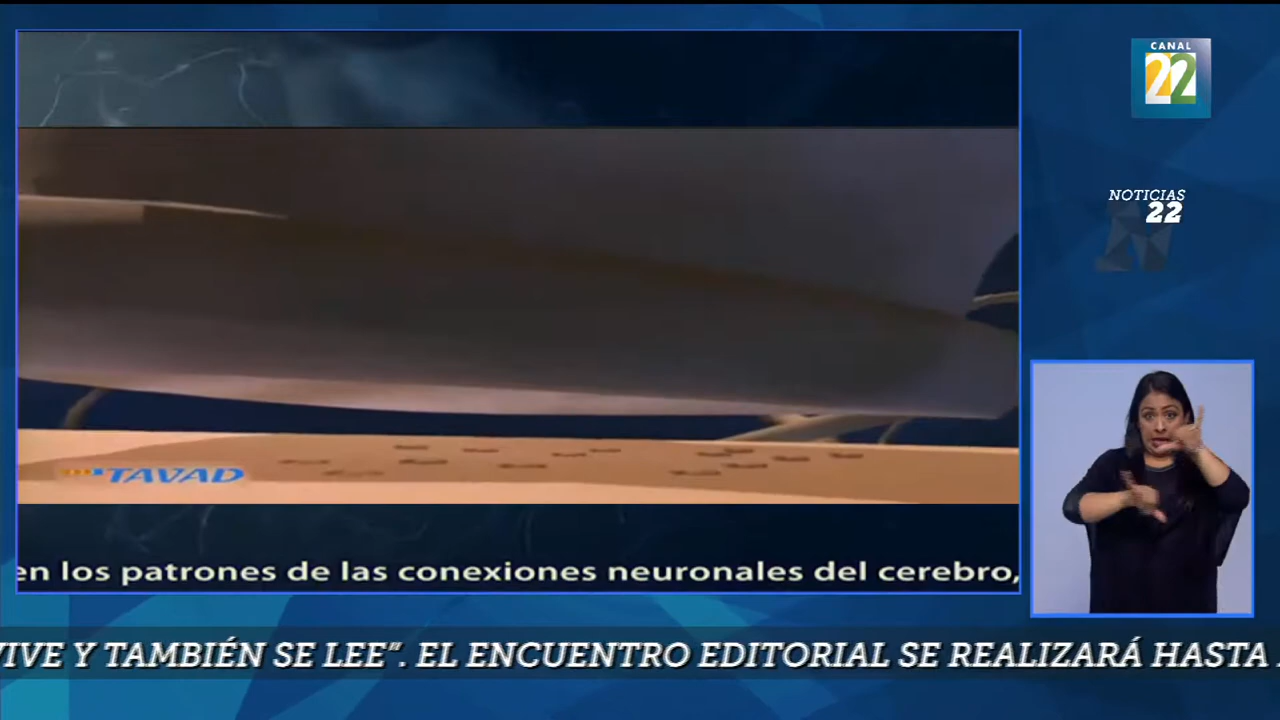 CANAL
22
NOTICIAS
22
TAVAD
en los patrones de las conexiones neuronales del cerebro,
VIVE Y TAMBIÉN SE LEE”. EL ENCUENTRO EDITORIAL SE REALIZARÁ HASTA